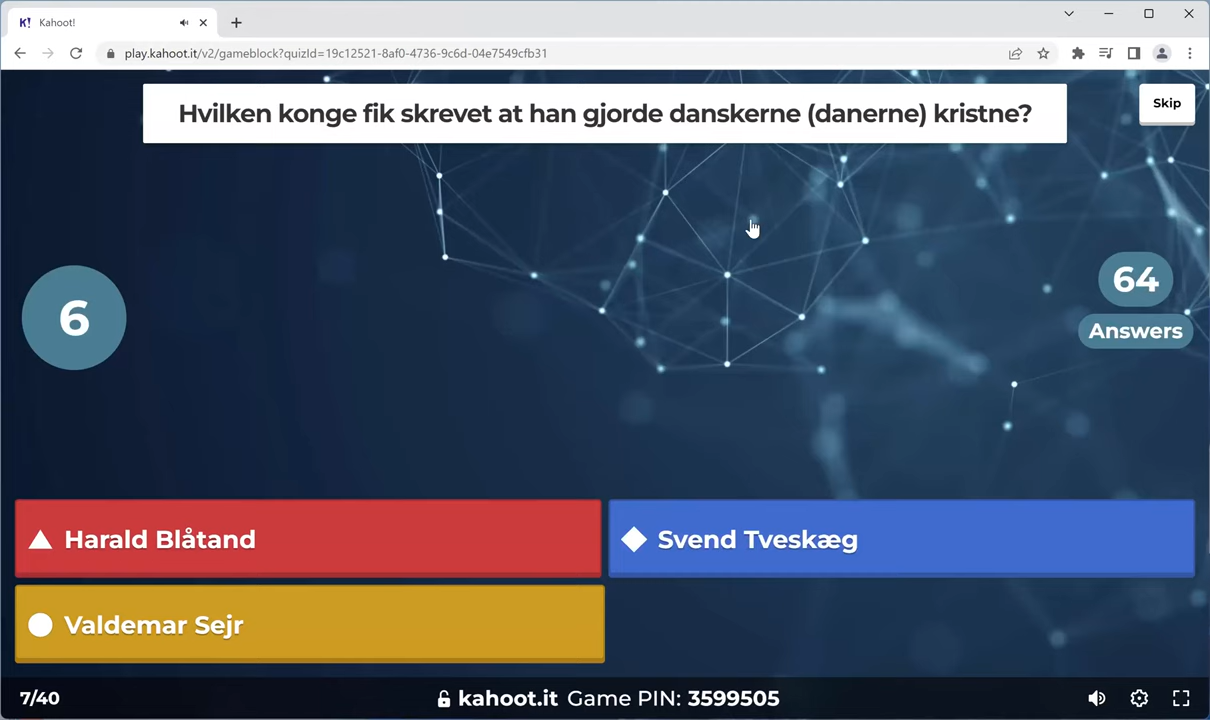 Kahoot!
play.kahoot.it/v2/gameblock?quizId=19c12521-8af0-4736-9c6d-04e7549cfb31
Hvilken konge fik skrevet at han gjorde danskerne (danerne) kristne?
Skip
6
64
Answers
Harald Blåtand
Svend Tveskæg
Valdemar Sejr
7/40
kahoot.it Game PIN: 3599505